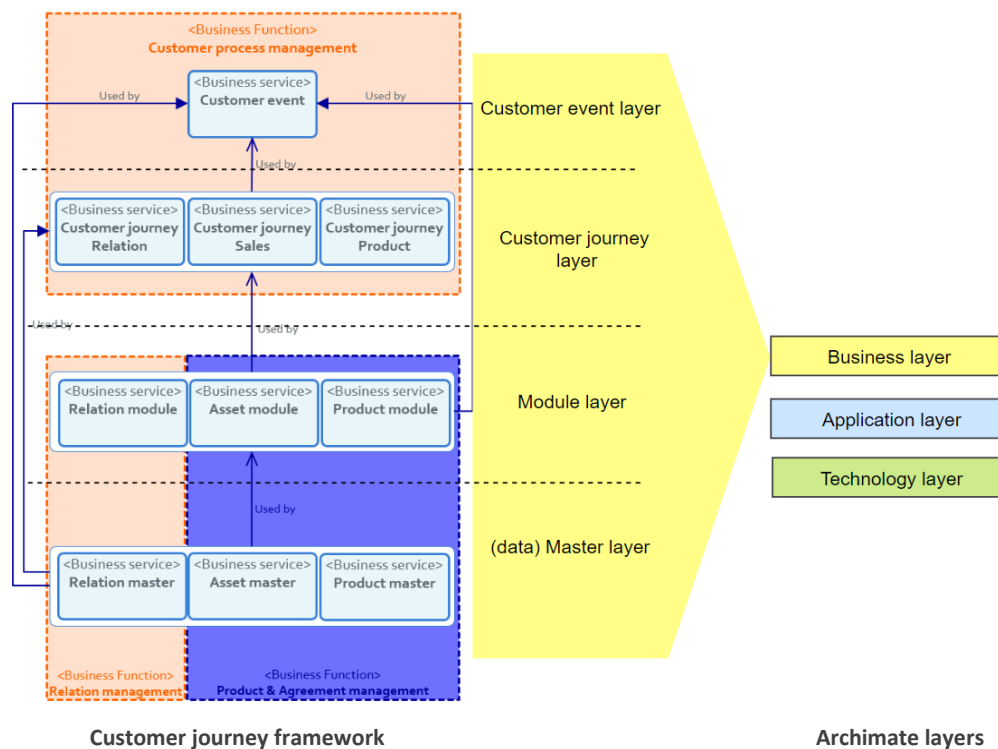 <Business Function>
Customer process management
<Business service>
Customer event
Used by
Used by
Customer event layer
Used by
<Business service>
Customer journey
Relation
<Business service>
Customer journey
Sales
<Business service>
Customer journey
Product
Customer journey
layer
Used by
Used by
<Business service>
Relation module
<Business service>
Asset module
<Business service>
Product module
Module layer
Used by
<Business service>
Relation master
<Business service>
Asset master
<Business service>
Product master
(data) Master layer
<Business Function>
Relation management
<Business Function>
Product & Agreement management
Business layer
Application layer
Technology layer
Customer journey framework
Archimate layers